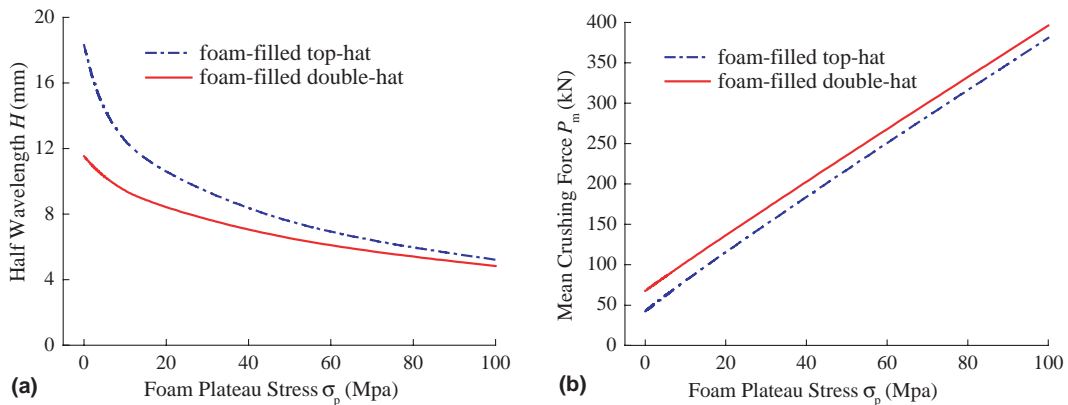 20
16
12
8
4
0
Half Wavelength H (mm)
foam-filled top-hat
foam-filled double-hat
0 20 40 60 80 100
Foam Plateau Stress σp (Mpa)
(a)
400
350
300
250
200
150
100
50
0
Mean Crushing Force Pm (kN)
foam-filled top-hat
foam-filled double-hat
0 20 40 60 80 100
Foam Plateau Stress σp (Mpa)
(b)